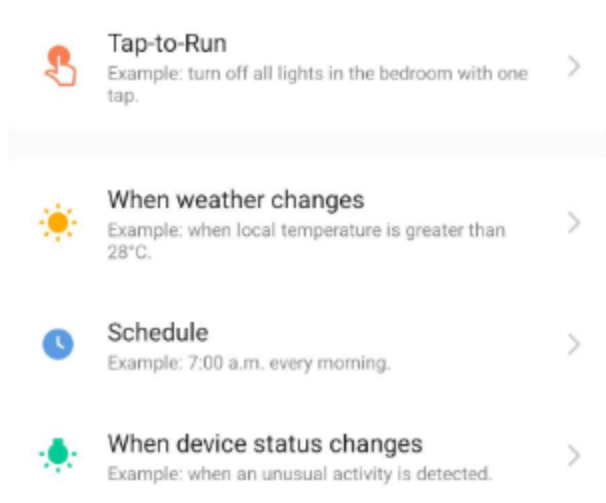 Tap-to-Run
Example: turn off all lights in the bedroom with one
tap.
When weather changes
Example: when local temperature is greater than
28°C.
Schedule
Example: 7:00 a.m. every morning.
When device status changes
Example: when an unusual activity is detected.